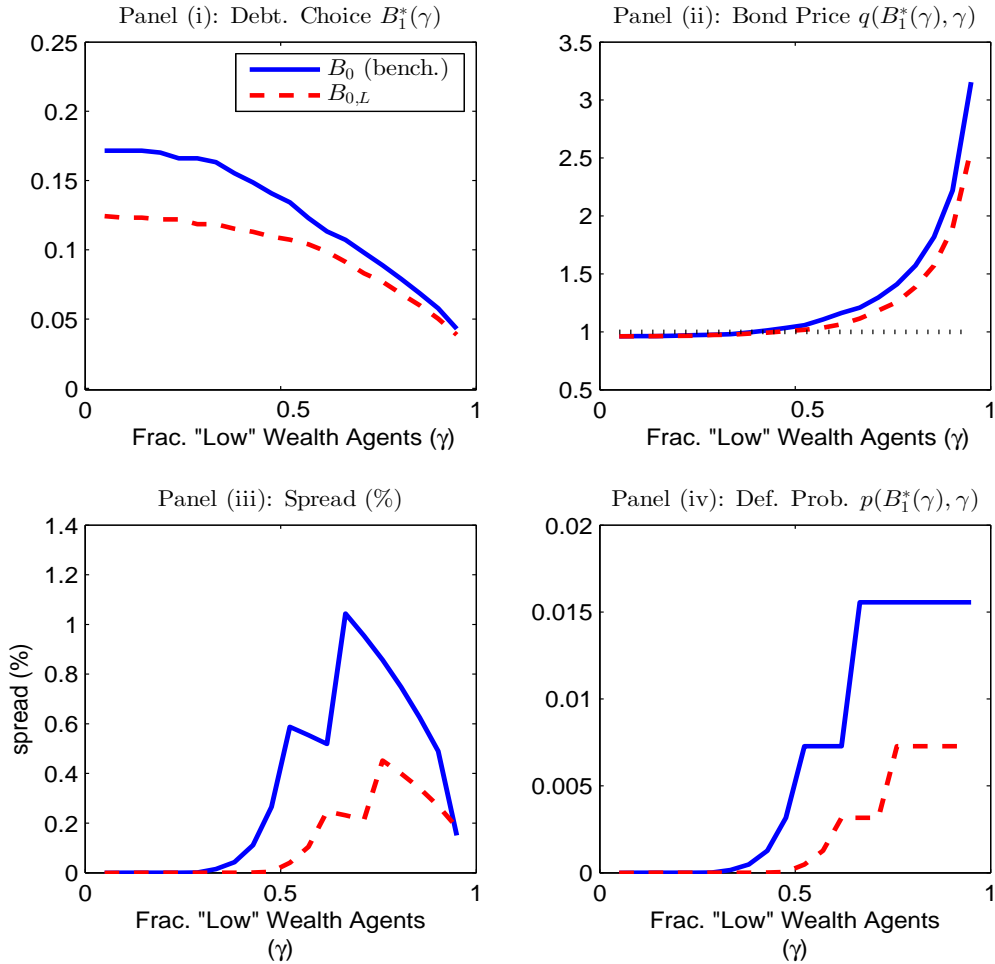 Panel (i): Debt. Choice B₁*(γ)
0.25
0.2
0.15
0.1
0.05
0
0
0.5
1
B₀ (bench.)
B₀,L
Frac. "Low" Wealth Agents (γ)
Panel (ii): Bond Price q(B₁*(γ), γ)
3.5
3
2.5
2
1.5
1
0.5
0
0.5
1
Frac. "Low" Wealth Agents (γ)
Panel (iii): Spread (%)
spread (%)
1.4
1.2
1
0.8
0.6
0.4
0.2
0
0
0.5
1
Frac. "Low" Wealth Agents
(γ)
Panel (iv): Def. Prob. p(B₁*(γ), γ)
0.02
0.015
0.01
0.005
0
0
0.5
1
Frac. "Low" Wealth Agents
(γ)